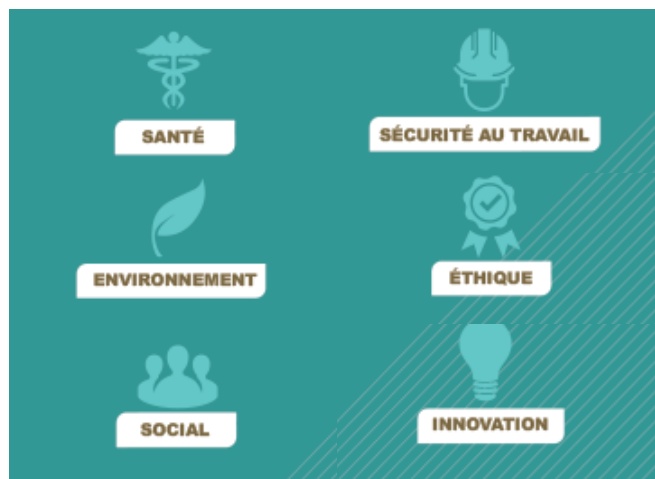 SANTÉ
SÉCURITÉ AU TRAVAIL
ENVIRONNEMENT
ÉTHIQUE
SOCIAL
INNOVATION